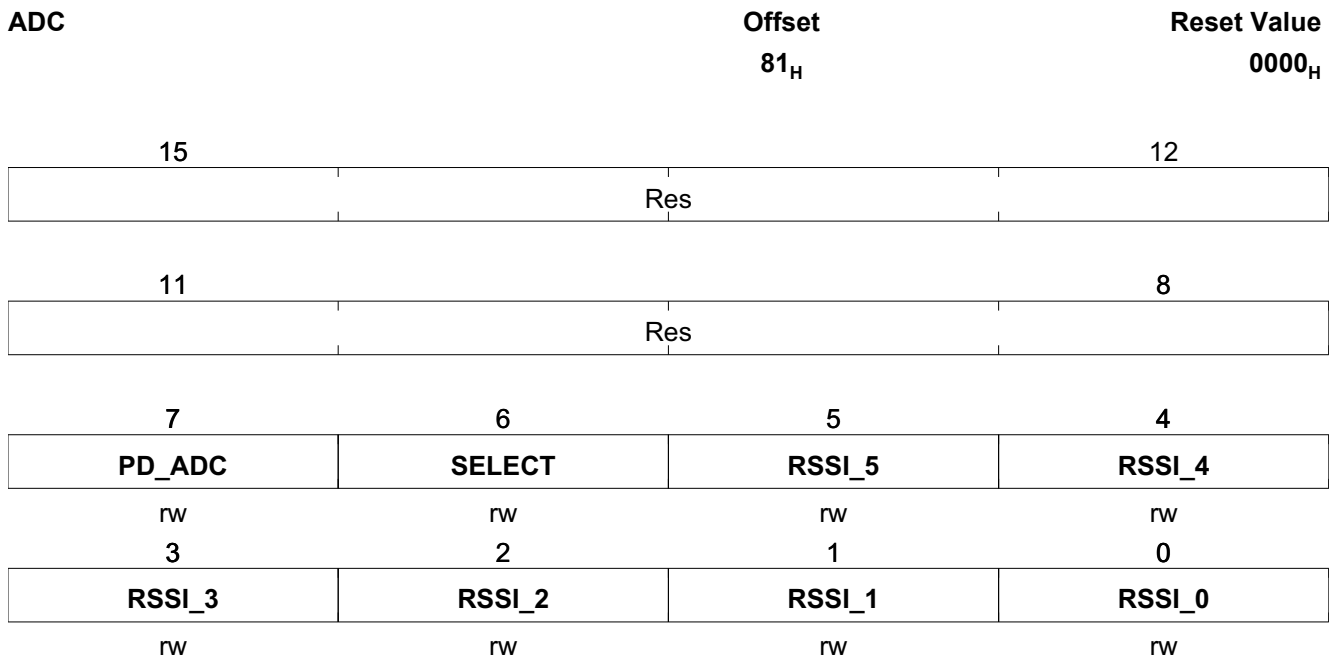 ADC Offset Reset Value
81H 0000H
15 12
Res
11 8
Res
7 6 5 4
PD_ADC SELECT RSSI_5 RSSI_4
rw rw rw rw
3 2 1 0
RSSI_3 RSSI_2 RSSI_1 RSSI_0
rw rw rw rw